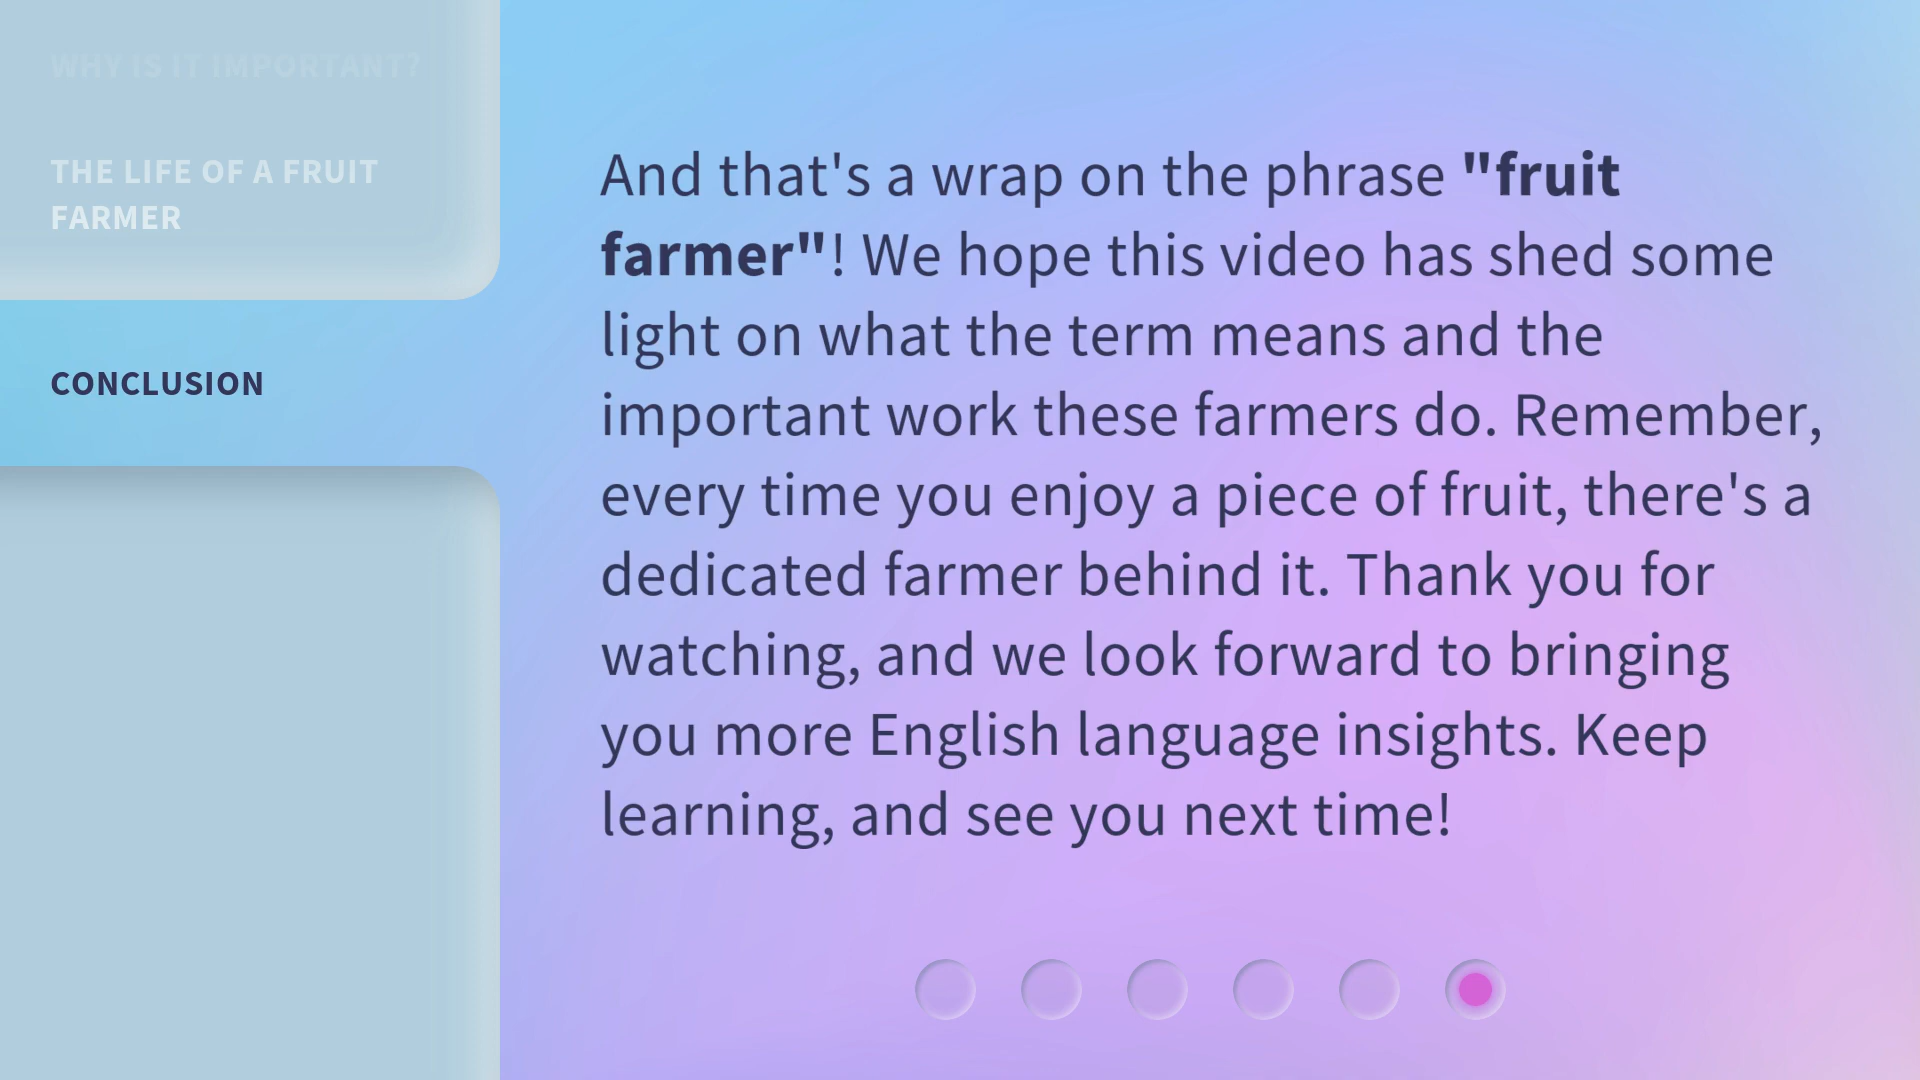 WHY IS IT IMPORTANT?
THE LIFE OF A FRUIT
FARMER
CONCLUSION
And that's a wrap on the phrase "fruit
farmer"! We hope this video has shed some
light on what the term means and the
important work these farmers do. Remember,
every time you enjoy a piece of fruit, there's a
dedicated farmer behind it. Thank you for
watching, and we look forward to bringing
you more English language insights. Keep
learning, and see you next time!